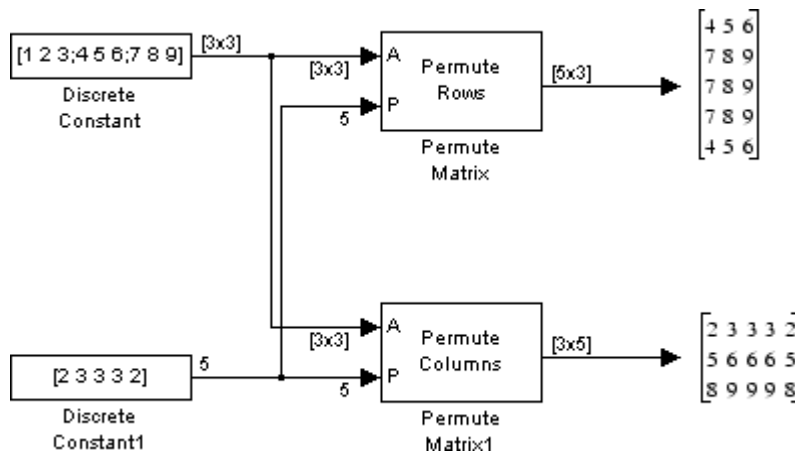 [1 2 3;4 5 6;7 8 9]
[3x3]
Discrete
Constant
[3x3]
A
5
P
Permute
Rows
Permute
Matrix
[5x3]
4 5 6
7 8 9
7 8 9
7 8 9
4 5 6
[2 3 3 3 3 2]
5
Discrete
Constant1
[3x3]
A
5
P
Permute
Columns
Permute
Matrix1
[3x5]
2 3 3 3 2
5 6 6 6 5
8 9 9 9 8